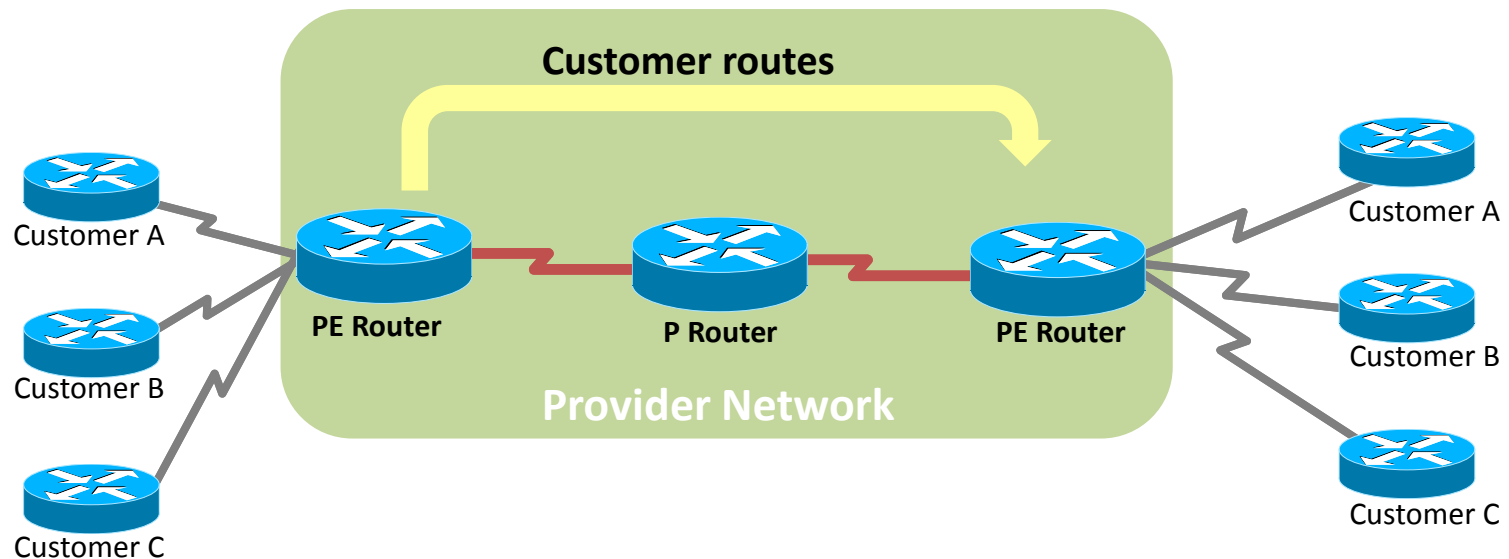 Customer routes
Customer A
Customer B
Customer C
PE Router
P Router
PE Router
Provider Network
Customer A
Customer B
Customer C